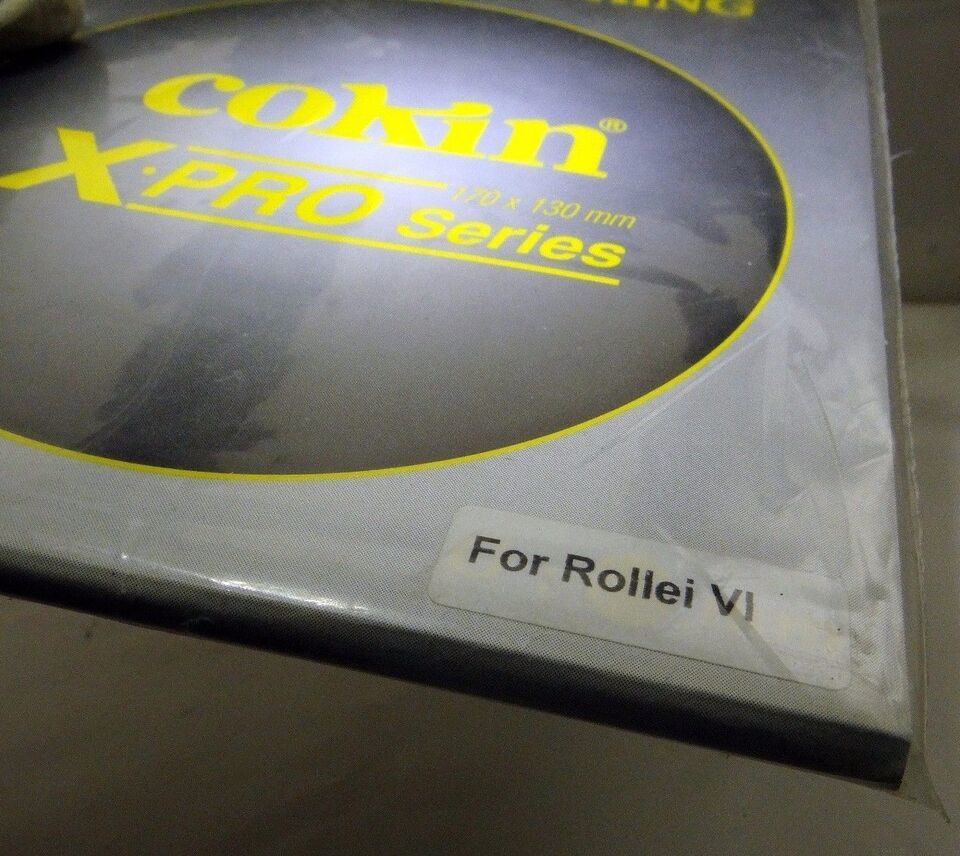 cokin®
X·PRO Series
170 x 130 mm
For Rollei VI